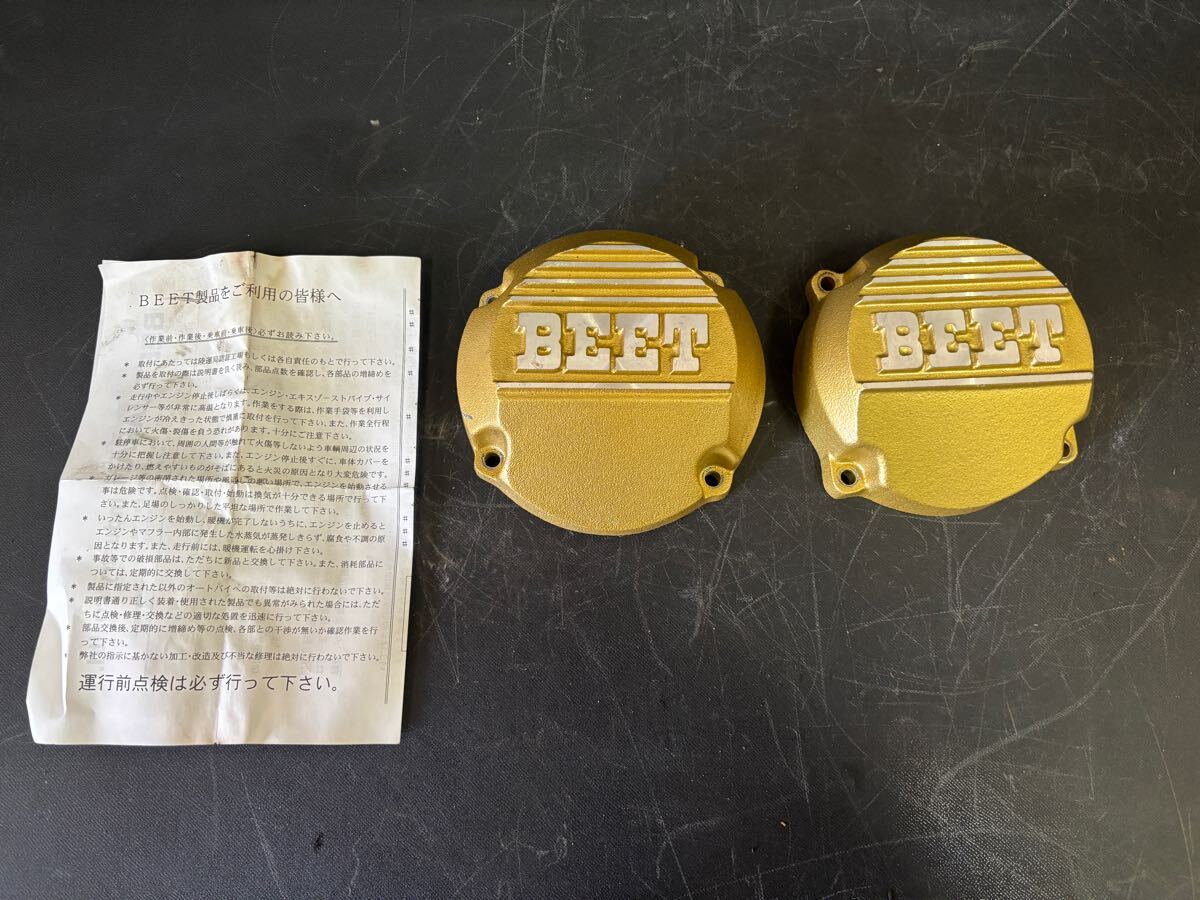 BEET製品をご利用の皆様へ
〈作業前・作業後・乗車前・乗車後〉必ずお読み下さい。
* 取付にあたっては陸運局認証工場もしくは各自責任のもとで行って下さい。
* 製品を取付の際は説明書を良く読み、部品点数を確認し、各部品の増締めを
必ず行って下さい。
* 走行中やエンジン停止後しばらくは、エンジン・エキゾーストパイプ・サイ
レンサー等が非常に高温となります。作業をする際は、作業手袋等を利用し
エンジンが冷えきった状態で慎重に取付を行って下さい。また、作業全行程
において火傷・裂傷を負う恐れがあります。十分にご注意下さい。
* 駐停車において、周囲の人間等が触れて火傷等しないよう車輌周辺の状況を
十分に把握し注意して下さい。また、エンジン停止後すぐに、車体カバーを
かけたり、燃えやすいものがそばにあると火災の原因となり大変危険です。
* ガレージ等の密閉された場所や風通しの悪い場所で、エンジンを始動させる
事は危険です。点検・確認・取付・始動は換気が十分できる場所で行って下
さい。また、足場のしっかりした平坦な場所で作業して下さい。
* いったんエンジンを始動し、暖機が完了しないうちに、エンジンを止めると
エンジンやマフラー内部に発生した水蒸気が蒸発しきらず、腐食や不調の原
因となります。また、走行前には、暖機運転を心掛け下さい。
* 事故等での破損部品は、ただちに新品と交換して下さい。また、消耗部品に
ついては、定期的に交換して下さい。
* 製品に指定された以外のオートバイへの取付等は絶対に行わないで下さい。
* 説明書通り正しく装着・使用された製品でも異常がみられた場合には、ただ
ちに点検・修理・交換などの適切な処置を迅速に行って下さい。
* 部品交換後、定期的に増締め等の点検、各部との干渉が無いか確認作業を行
って下さい。
* 弊社の指示に基かない加工・改造及び不当な修理は絶対に行わないで下さい。
運行前点検は必ず行って下さい。
BEET
BEET